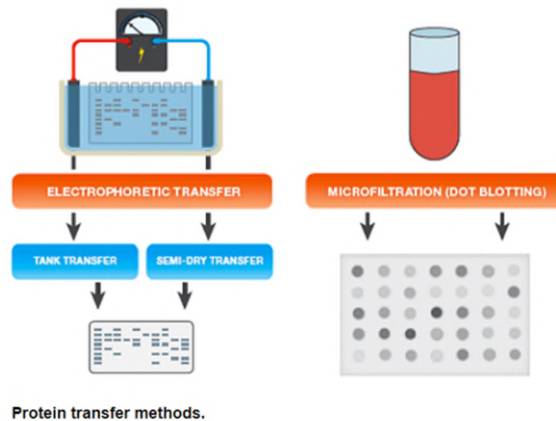 ELECTROPHORETIC TRANSFER
MICROFILTRATION (DOT BLOTTING)
TANK TRANSFER
SEMI-DRY TRANSFER
Protein transfer methods.